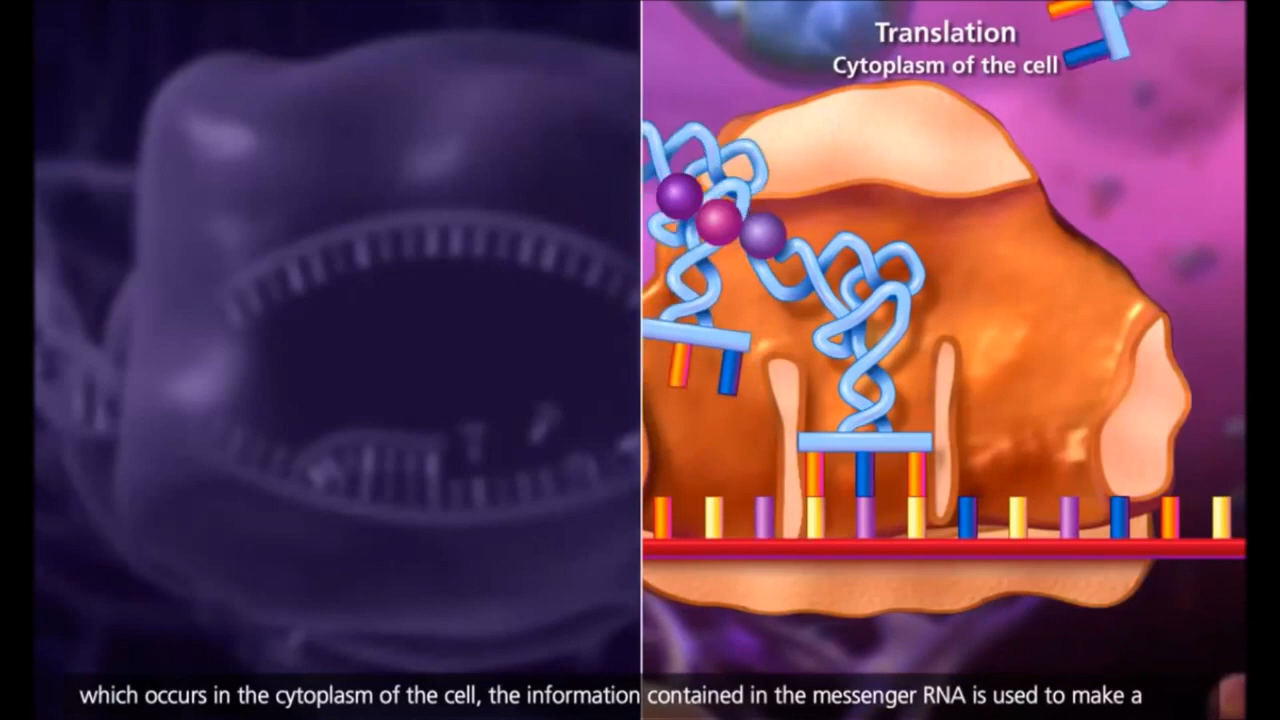 Translation
Cytoplasm of the cell
which occurs in the cytoplasm of the cell, the information contained in the messenger RNA is used to make a